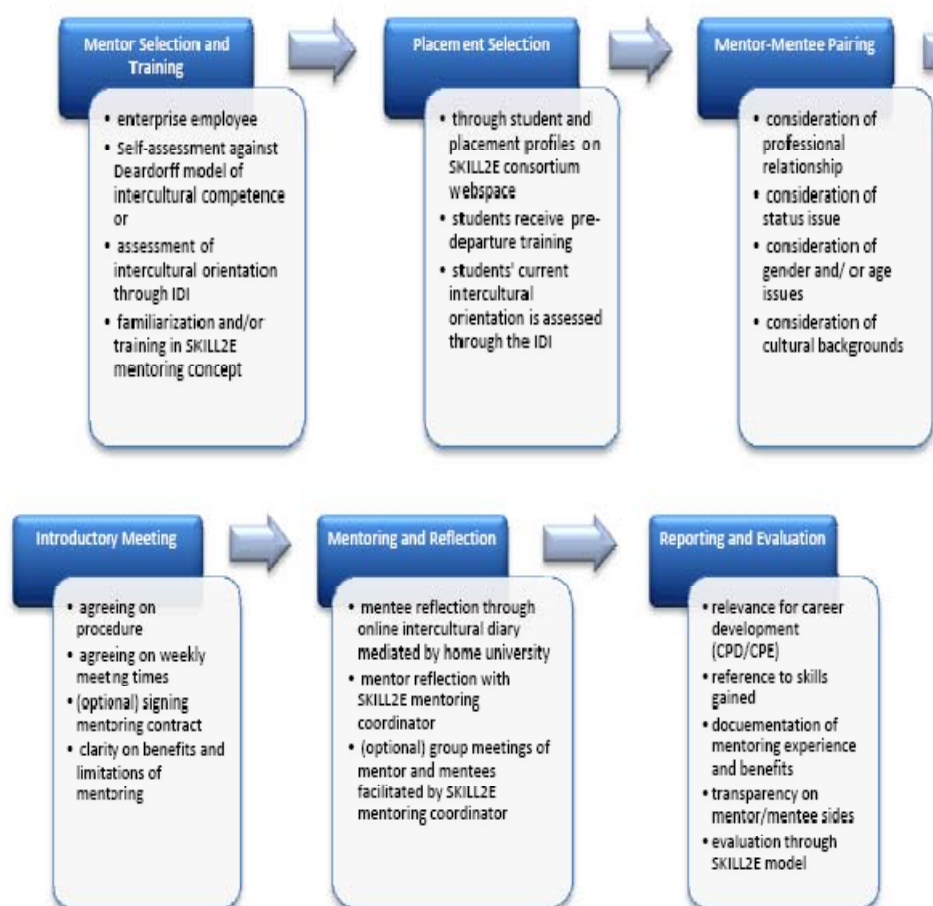 Mentor Selection and
Training
• enterprise employee
• Self-assessment against
Deardorff model of
intercultural competence
or
• assessment of
intercultural orientation
through IDI
• familiarization and/or
training in SKILL2E
mentoring concept
Placement Selection
• through student and
placement profiles on
SKILL2E consortium
webspace
• students receive pre-
departure training
• students' current
intercultural
orientation is assessed
through the IDI
Mentor-Mentee Pairing
• consideration of
professional
relationship
• consideration of
status issue
• consideration of
gender and/ or age
issues
• consideration of
cultural backgrounds
Introductory Meeting
• agreeing on
procedure
• agreeing on weekly
meeting times
• (optional) signing
mentoring contract
• clarity on benefits and
limitations of
mentoring
Mentoring and Reflection
• mentee reflection through
online intercultural diary
mediated by home university
• mentor reflection with
SKILL2E mentoring
coordinator
• (optional) group meetings of
mentor and mentees
facilitated by SKILL2E
mentoring coordinator
Reporting and Evaluation
• relevance for career
development
(CPD/CPE)
• reference to skills
gained
• docuementation of
mentoring experience
and benefits
• transparency on
mentor/mentee sides
• evaluation through
SKILL2E model